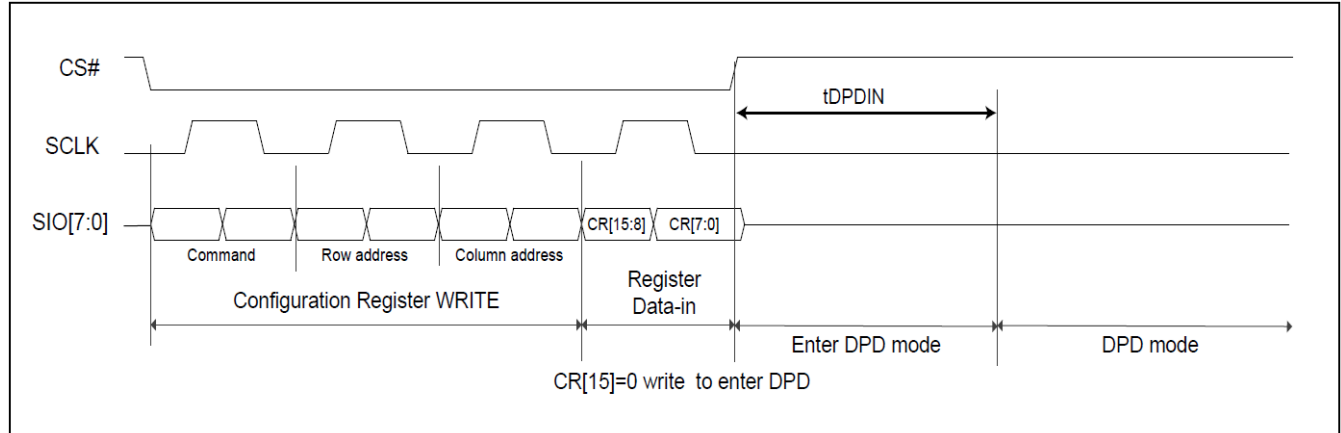 CS#
tDPDIN
SCLK
SIO[7:0]
CR[15:8] CR[7:0]
Command Row address Column address
Configuration Register WRITE
Register
Data-in
Enter DPD mode
DPD mode
CR[15]=0 write to enter DPD